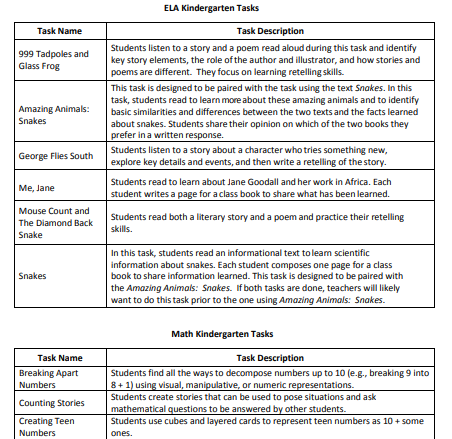 ELA Kindergarten Tasks
Task Name
Task Description
999 Tadpoles and
Glass Frog
Students listen to a story and a poem read aloud during this task and identify
key story elements, the role of the author and illustrator, and how stories and
poems are different.  They focus on learning retelling skills.
Amazing Animals:
Snakes
This task is designed to be paired with the task using the text Snakes. In this
task, students read to learn more about these amazing animals and to identify
basic similarities and differences between the two texts and the facts learned
about snakes. Students share their opinion on which of the two books they
prefer in a written response.
George Flies South
Students listen to a story about a character who tries something new,
explore key details and events, and then write a retelling of the story.
Me, Jane
Students read to learn about Jane Goodall and her work in Africa. Each
student writes a page for a class book to share what has been learned.
Mouse Count and
The Diamond Back
Snake
Students read both a literary story and a poem and practice their retelling
skills.
Snakes
In this task, students read an informational text to learn scientific
information about snakes. Each student composes one page for a class
book to share information learned. This task is designed to be paired with
the Amazing Animals:  Snakes.  If both tasks are done, teachers will likely
want to do this task prior to the one using Amazing Animals:  Snakes.
Math Kindergarten Tasks
Task Name
Task Description
Breaking Apart
Numbers
Students find all the ways to decompose numbers up to 10 (e.g., breaking 9 into
8 + 1) using visual, manipulative, or numeric representations.
Counting Stories
Students create stories that can be used to pose situations and ask
mathematical questions to be answered by other students.
Creating Teen
Numbers
Students use cubes and layered cards to represent teen numbers as 10 + some
ones.